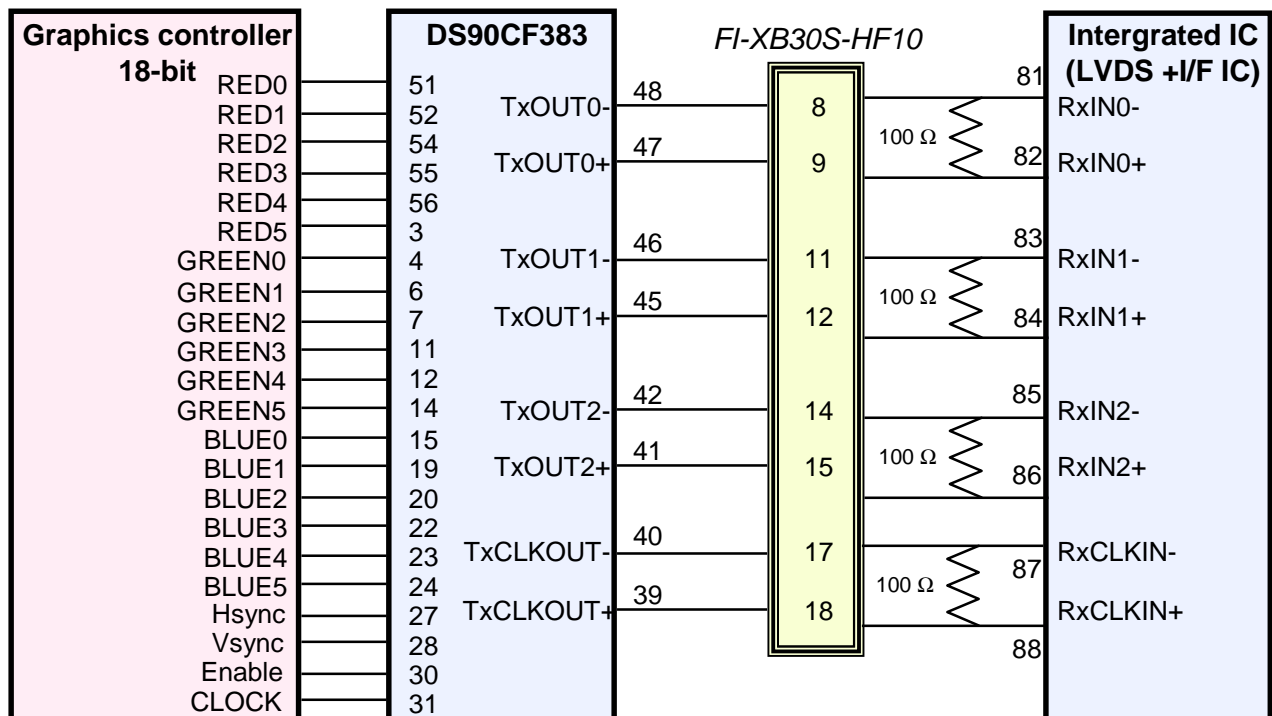 Graphics controller
18-bit
RED0
RED1
RED2
RED3
RED4
RED5
GREEN0
GREEN1
GREEN2
GREEN3
GREEN4
GREEN5
BLUE0
BLUE1
BLUE2
BLUE3
BLUE4
BLUE5
Hsync
Vsync
Enable
CLOCK
DS90CF383
51
52
54
55
56
3
4
6
7
11
12
14
15
19
20
22
23
24
27
28
30
31
TxOUT0-
TxOUT0+
TxOUT1-
TxOUT1+
TxOUT2-
TxOUT2+
TxCLKOUT-
TxCLKOUT+
48
47
46
45
42
41
40
39
FI-XB30S-HF10
8
9
11
12
14
15
17
18
100 Ω
100 Ω
100 Ω
100 Ω
81
82
83
84
85
86
87
88
Intergrated IC
(LVDS +I/F IC)
RxIN0-
RxIN0+
RxIN1-
RxIN1+
RxIN2-
RxIN2+
RxCLKIN-
RxCLKIN+